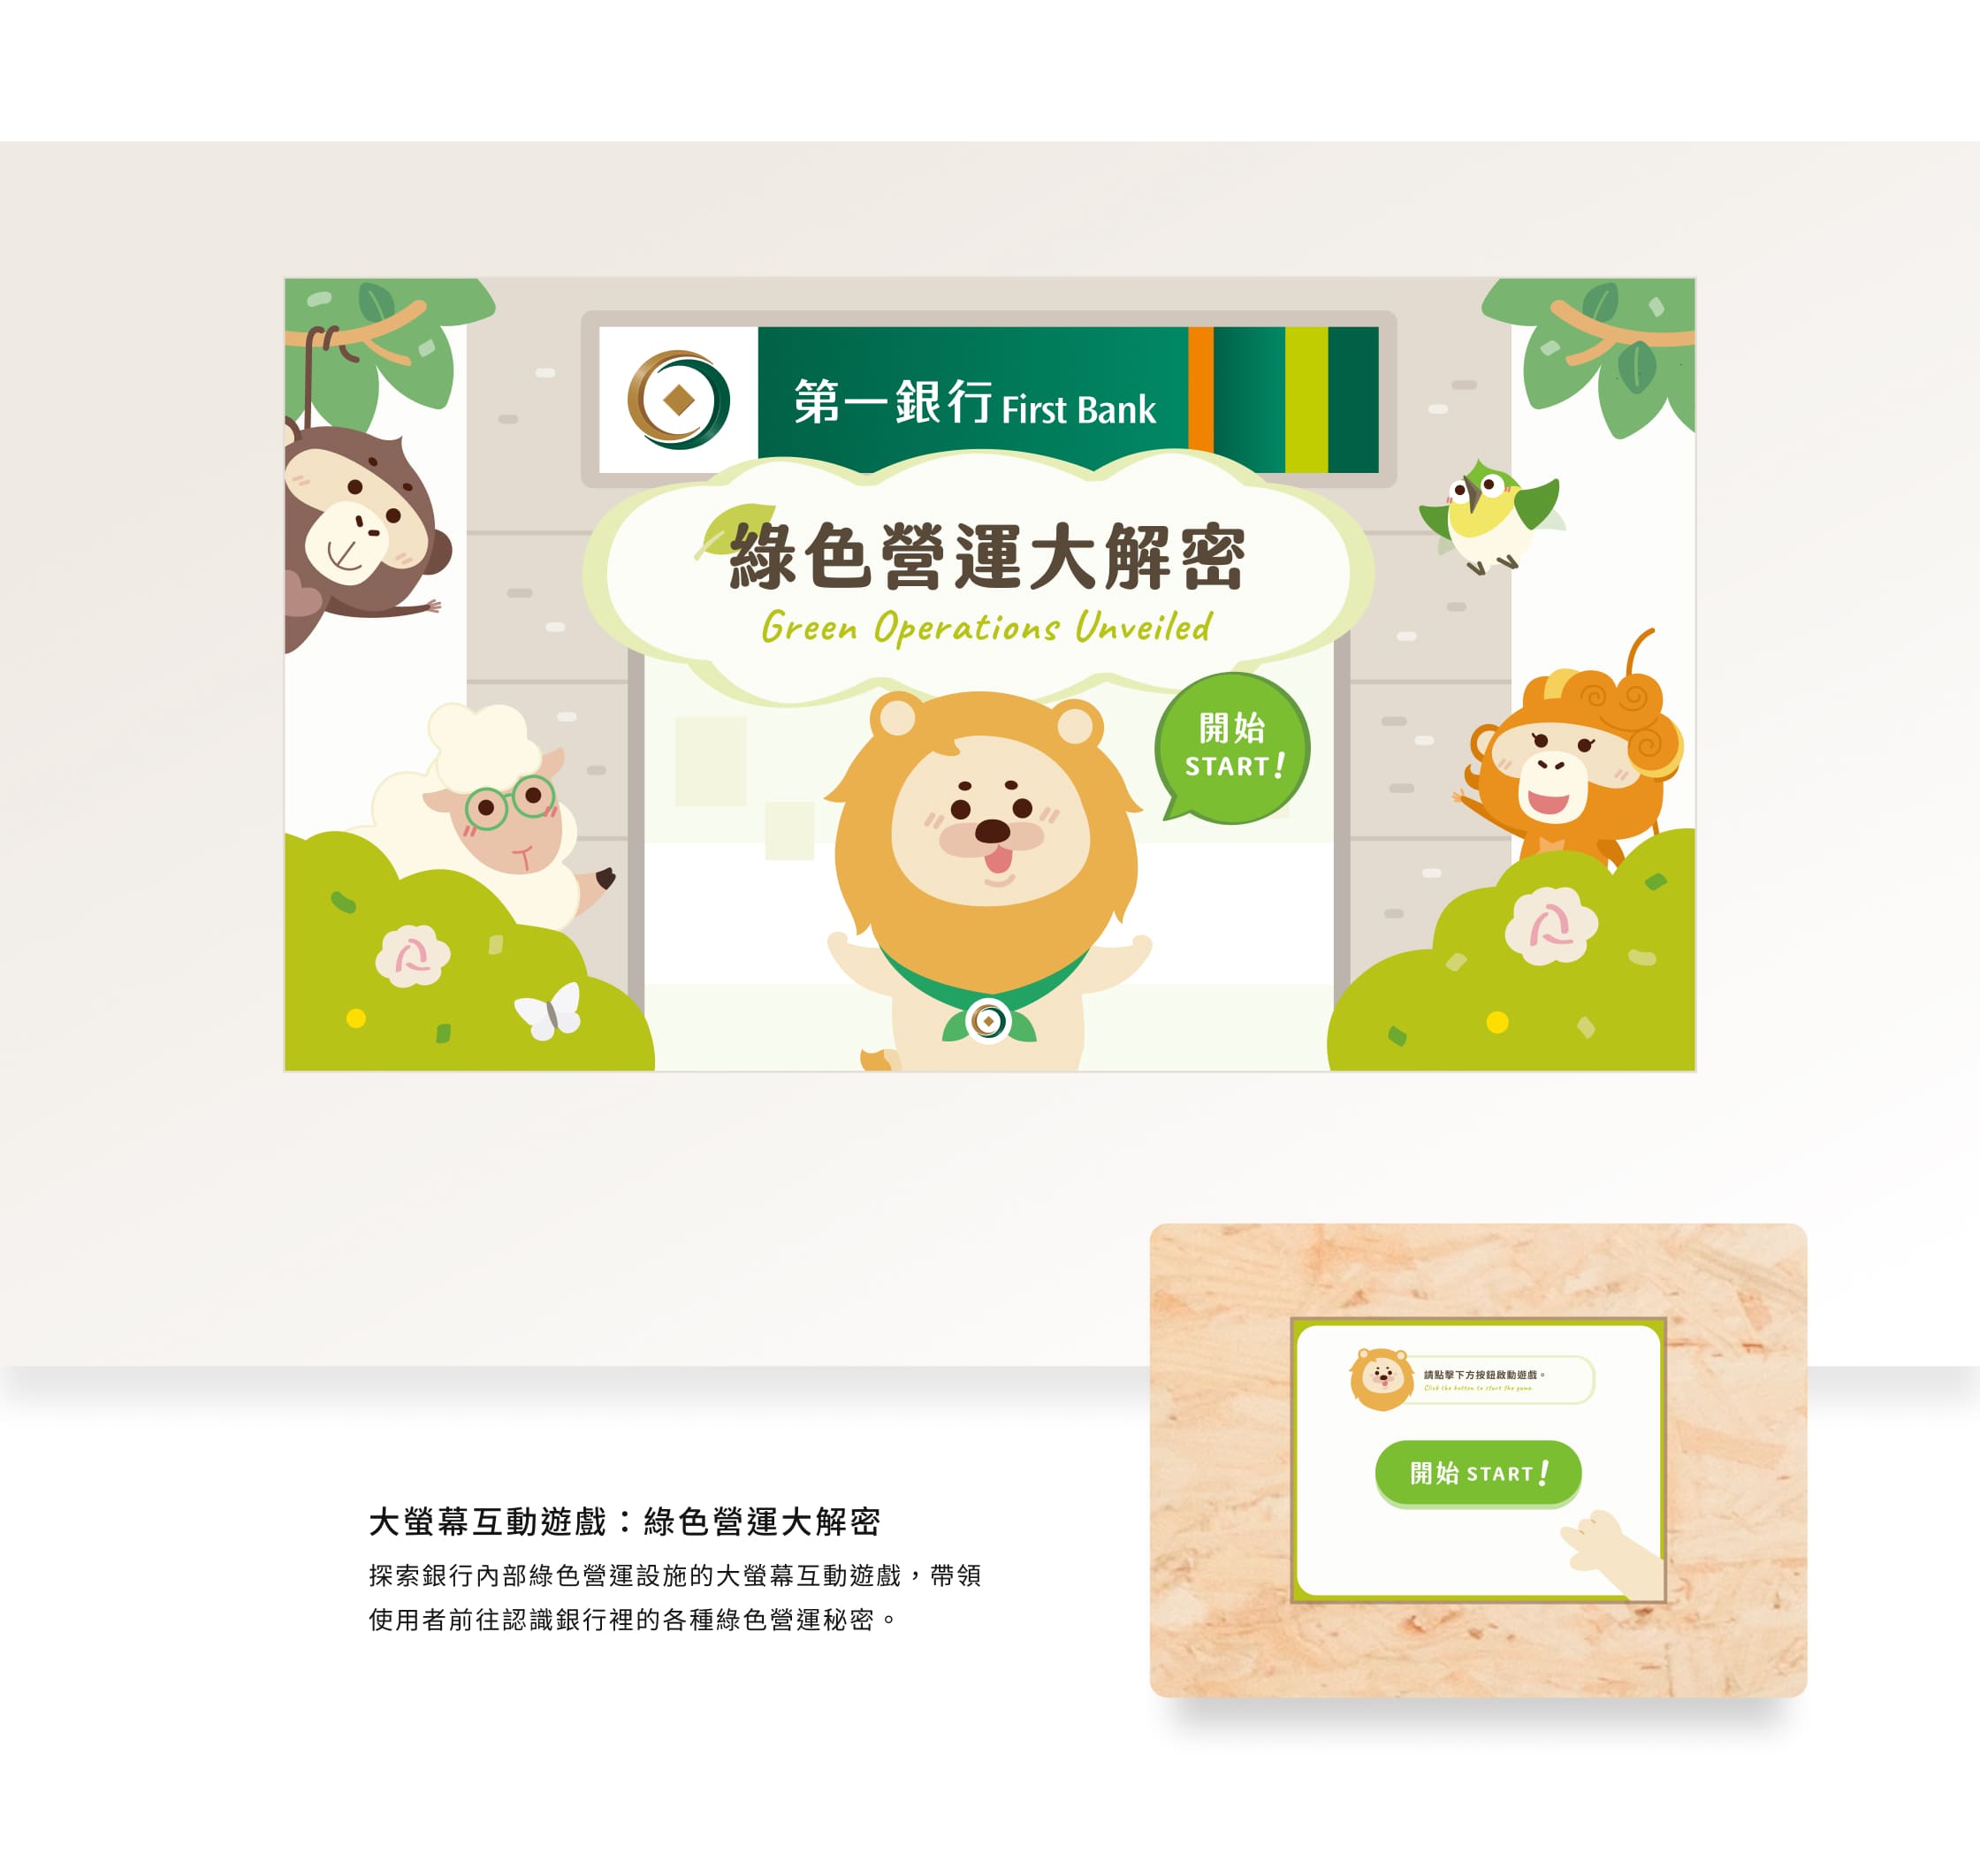 第一銀行 First Bank
綠色營運大解密
Green Operations Unveiled
開始
START!
請點擊下方按鈕啟動遊戲。
Click the button to start the game.
開始 START!
大螢幕互動遊戲：綠色營運大解密
探索銀行內部綠色營運設施的大螢幕互動遊戲，帶領
使用者前往認識銀行裡的各種綠色營運秘密。